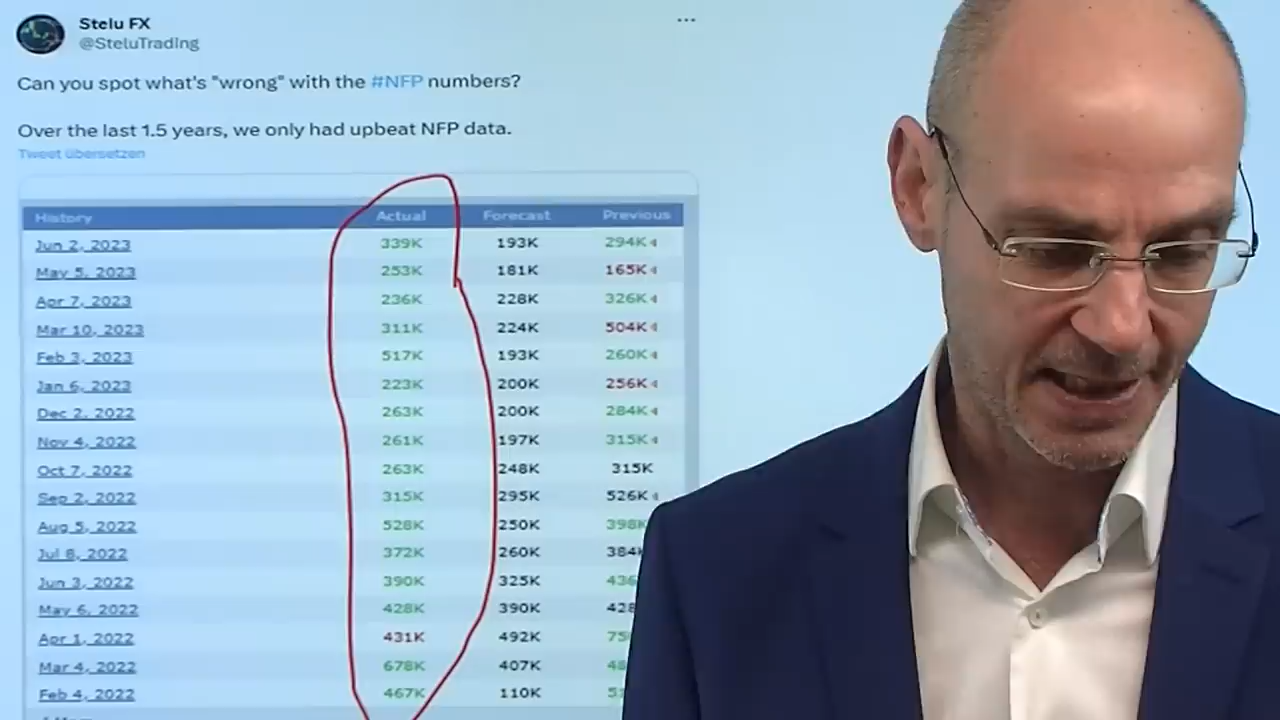 Stelu FX
@SteluTrading
Can you spot what's "wrong" with the #NFP numbers?
Over the last 1.5 years, we only had upbeat NFP data.
Tweet übersetzen
History Actual Forecast Previous
Jun 2, 2023 339K 193K 294K
May 5, 2023 253K 181K 165K
Apr 7, 2023 236K 228K 326K
Mar 10, 2023 311K 224K 504K
Feb 3, 2023 517K 193K 260K
Jan 6, 2023 223K 200K 256K
Dec 2, 2022 263K 200K 284K
Nov 4, 2022 261K 197K 315K
Oct 7, 2022 263K 248K 315K
Sep 2, 2022 315K 295K 526K
Aug 5, 2022 528K 250K 398K
Jul 8, 2022 372K 260K 384K
Jun 3, 2022 390K 325K 436
May 6, 2022 428K 390K 428
Apr 1, 2022 431K 492K 75
Mar 4, 2022 678K 407K 48
Feb 4, 2022 467K 110K 51